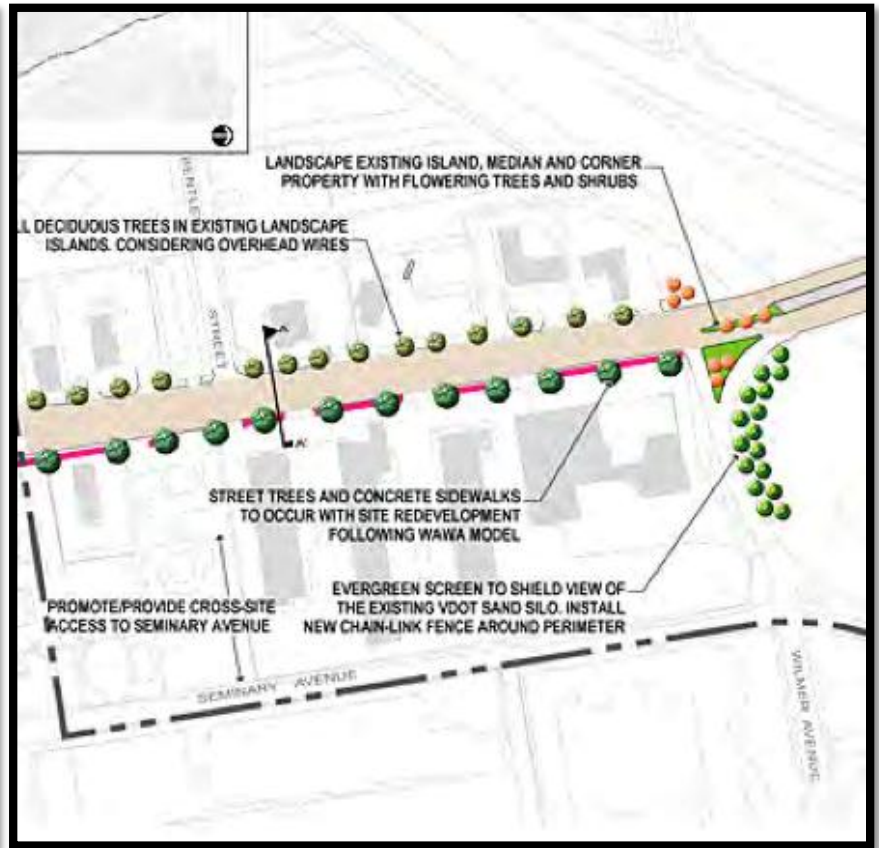 LANDSCAPE EXISTING ISLAND, MEDIAN AND CORNER
PROPERTY WITH FLOWERING TREES AND SHRUBS
DECIDUOUS TREES IN EXISTING LANDSCAPE
ISLANDS. CONSIDERING OVERHEAD WIRES
STREET
A
A'
STREET TREES AND CONCRETE SIDEWALKS
TO OCCUR WITH SITE REDEVELOPMENT
FOLLOWING WAWA MODEL
EVERGREEN SCREEN TO SHIELD VIEW OF
THE EXISTING VDOT SAND SILO. INSTALL
NEW CHAIN-LINK FENCE AROUND PERIMETER
PROMOTE/PROVIDE CROSS-SITE
ACCESS TO SEMINARY AVENUE
SEMINARY AVENUE
WILMER AVENUE